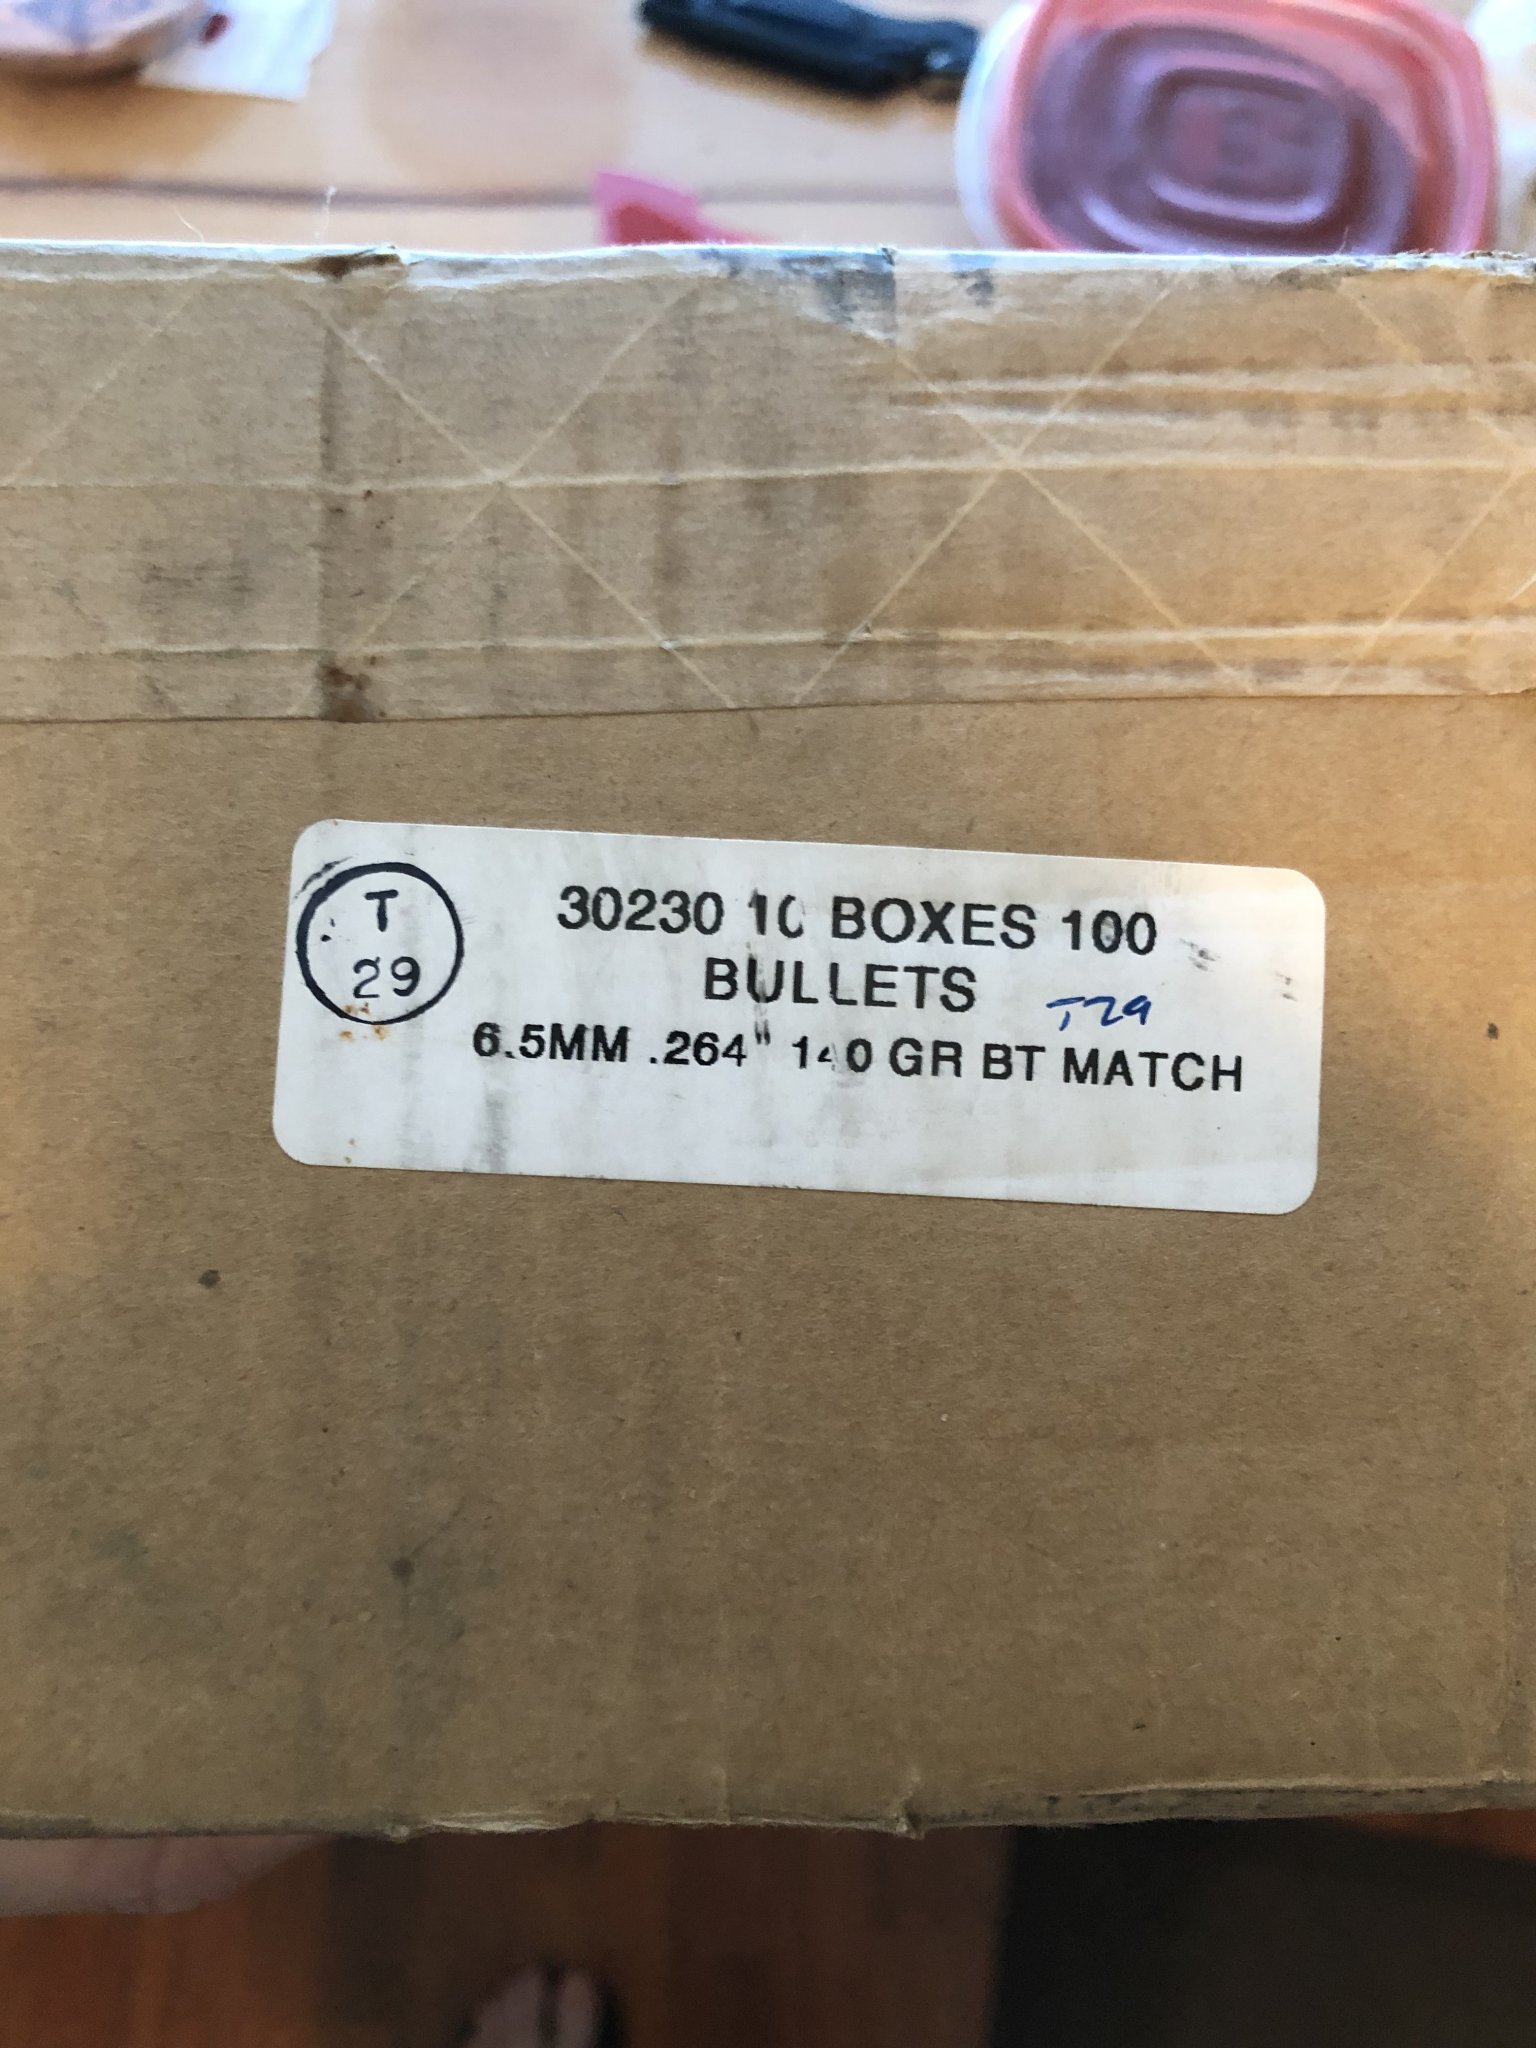 T
29
30230 10 BOXES 100
BULLETS
T29
6.5MM .264" 140 GR BT MATCH